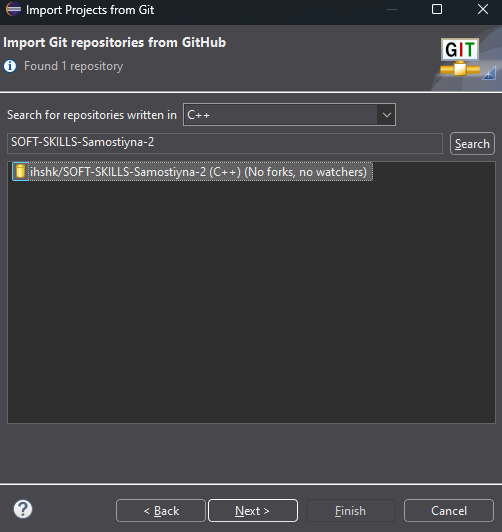 Import Projects from Git
Import Git repositories from GitHub
Found 1 repository
GIT
Search for repositories written in C++
SOFT-SKILLS-Samostiyna-2 Search
ihshk/SOFT-SKILLS-Samostiyna-2 (C++) (No forks, no watchers)
< Back Next > Finish Cancel